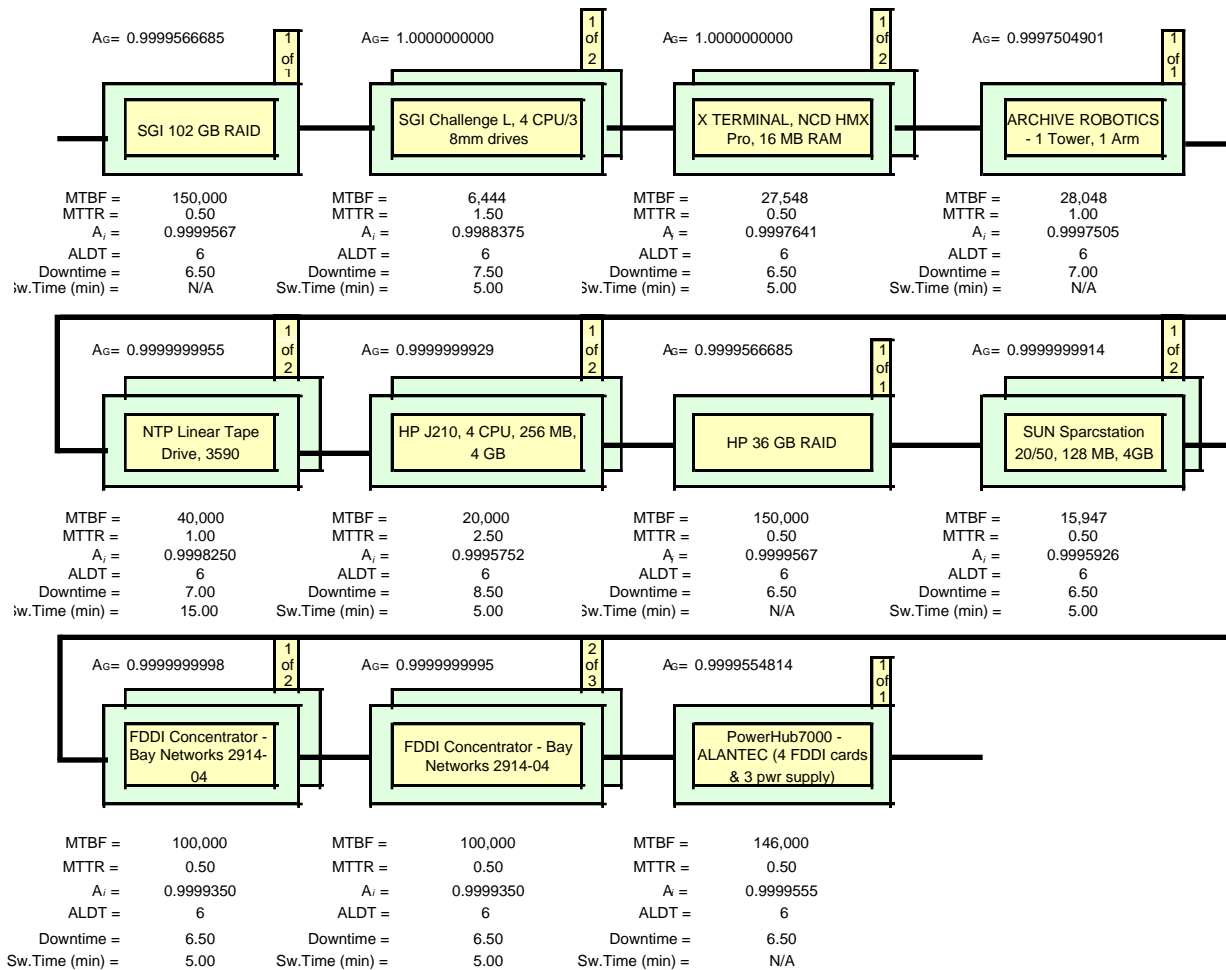 AG= 0.9999566685 AG= 1.0000000000 AG= 1.0000000000 AG= 0.9997504901
1 of 1
1 of 2
1 of 2
1 of 1
SGI 102 GB RAID
SGI Challenge L, 4 CPU/3
8mm drives
X TERMINAL, NCD HMX
Pro, 16 MB RAM
ARCHIVE ROBOTICS
- 1 Tower, 1 Arm
MTBF = 150,000 MTBF = 6,444 MTBF = 27,548 MTBF = 28,048
MTTR = 0.50 MTTR = 1.50 MTTR = 0.50 MTTR = 1.00
Ai = 0.9999567 Ai = 0.9988375 Ai = 0.9997641 Ai = 0.9997505
ALDT = 6 ALDT = 6 ALDT = 6 ALDT = 6
Downtime = 6.50 Downtime = 7.50 Downtime = 6.50 Downtime = 7.00
Sw.Time (min) = N/A Sw.Time (min) = 5.00 Sw.Time (min) = 5.00 Sw.Time (min) = N/A
AG= 0.9999999955 AG= 0.9999999929 AG= 0.9999566685 AG= 0.9999999914
1 of 2
1 of 2
1 of 1
1 of 2
NTP Linear Tape
Drive, 3590
HP J210, 4 CPU, 256 MB,
4 GB
HP 36 GB RAID
SUN Sparcstation
20/50, 128 MB, 4GB
MTBF = 40,000 MTBF = 20,000 MTBF = 150,000 MTBF = 15,947
MTTR = 1.00 MTTR = 2.50 MTTR = 0.50 MTTR = 0.50
Ai = 0.9998250 Ai = 0.9995752 Ai = 0.9999567 Ai = 0.9995926
ALDT = 6 ALDT = 6 ALDT = 6 ALDT = 6
Downtime = 7.00 Downtime = 8.50 Downtime = 6.50 Downtime = 6.50
Sw.Time (min) = 15.00 Sw.Time (min) = 5.00 Sw.Time (min) = N/A Sw.Time (min) = 5.00
AG= 0.9999999998 AG= 0.9999999995 AG= 0.9999554814
1 of 2
2 of 3
1 of 1
FDDI Concentrator -
Bay Networks 2914-
04
FDDI Concentrator - Bay
Networks 2914-04
PowerHub7000 -
ALANTEC (4 FDDI cards
& 3 pwr supply)
MTBF = 100,000 MTBF = 100,000 MTBF = 146,000
MTTR = 0.50 MTTR = 0.50 MTTR = 0.50
Ai = 0.9999350 Ai = 0.9999350 Ai = 0.9999555
ALDT = 6 ALDT = 6 ALDT = 6
Downtime = 6.50 Downtime = 6.50 Downtime = 6.50
Sw.Time (min) = 5.00 Sw.Time (min) = 5.00 Sw.Time (min) = N/A